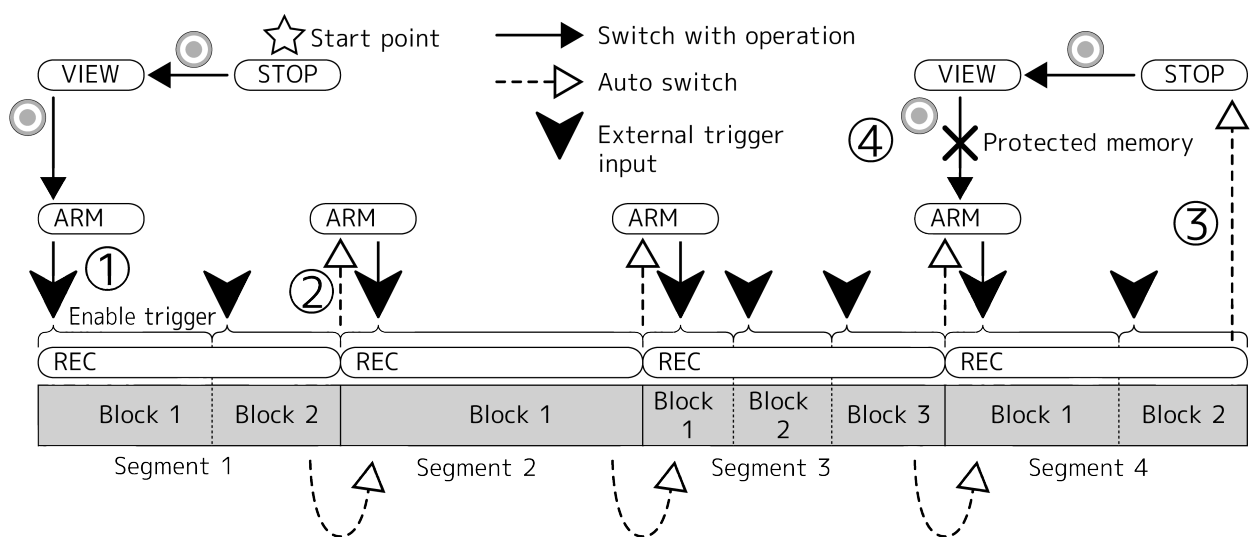 Start point
Switch with operation
VIEW
STOP
VIEW
STOP
Auto switch
External trigger
input
④
Protected memory
ARM
ARM
ARM
ARM
③
①
②
Enable trigger
REC
REC
REC
REC
Block 1
Block 2
Block 1
Block
1
Block
2
Block 3
Block 1
Block 2
Segment 1
Segment 2
Segment 3
Segment 4